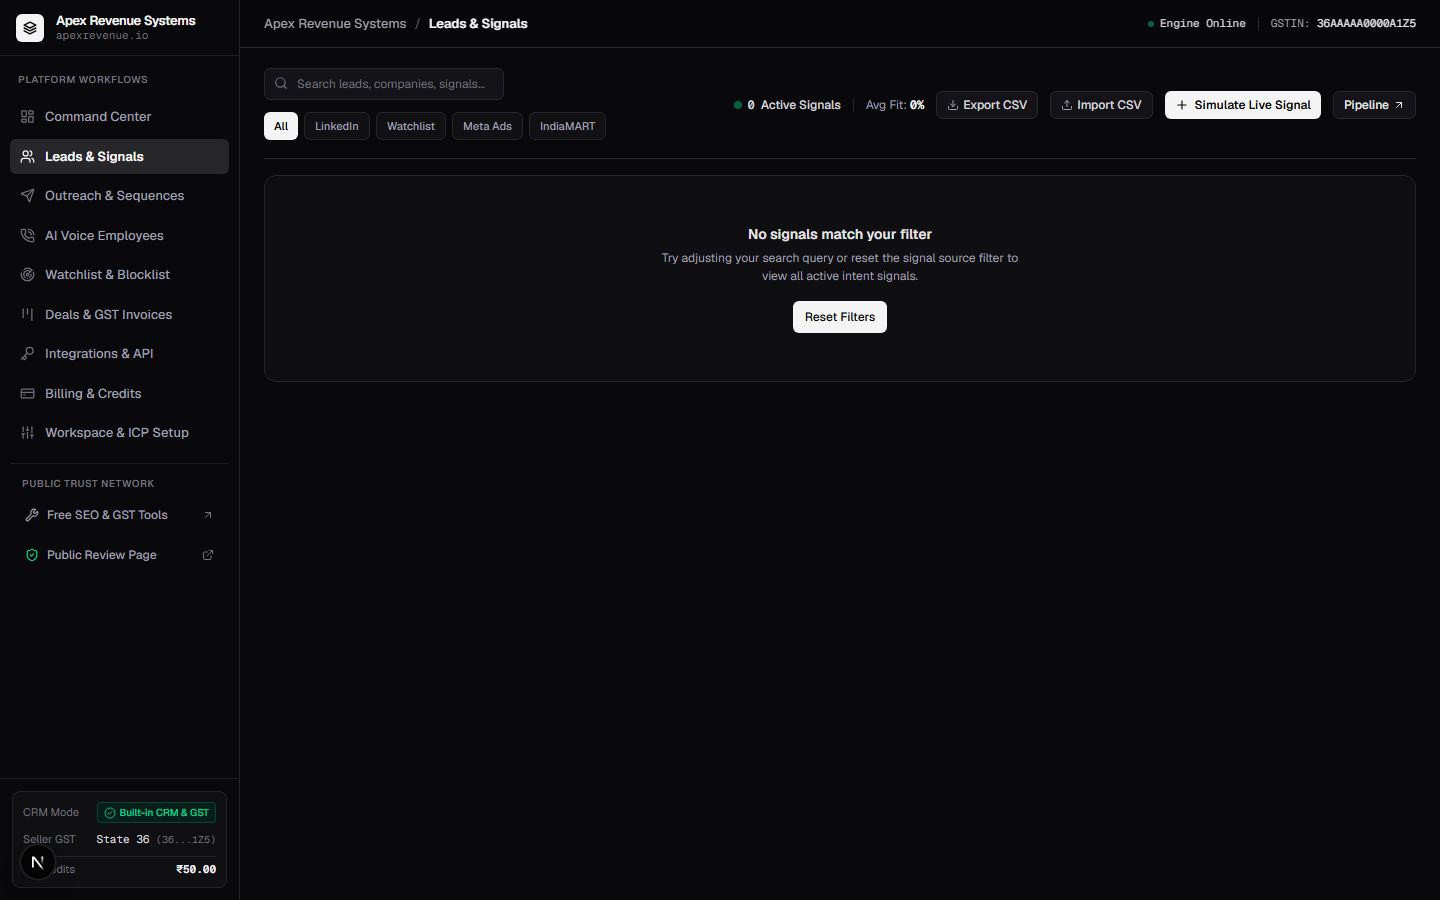 Apex Revenue Systems
apexrevenue.io
PLATFORM WORKFLOWS
Command Center
Leads & Signals
Outreach & Sequences
AI Voice Employees
Watchlist & Blocklist
Deals & GST Invoices
Integrations & API
Billing & Credits
Workspace & ICP Setup
PUBLIC TRUST NETWORK
Free SEO & GST Tools
Public Review Page
CRM Mode Built-in CRM & GST
Seller GST State 36 (36...1Z5)
N dits ₹50.00
Apex Revenue Systems / Leads & Signals
Engine Online GSTIN: 36AAAAA0000A1Z5
Search leads, companies, signals...
All LinkedIn Watchlist Meta Ads IndiaMART
0 Active Signals Avg Fit: 0% Export CSV Import CSV Simulate Live Signal Pipeline
No signals match your filter
Try adjusting your search query or reset the signal source filter to
view all active intent signals.
Reset Filters